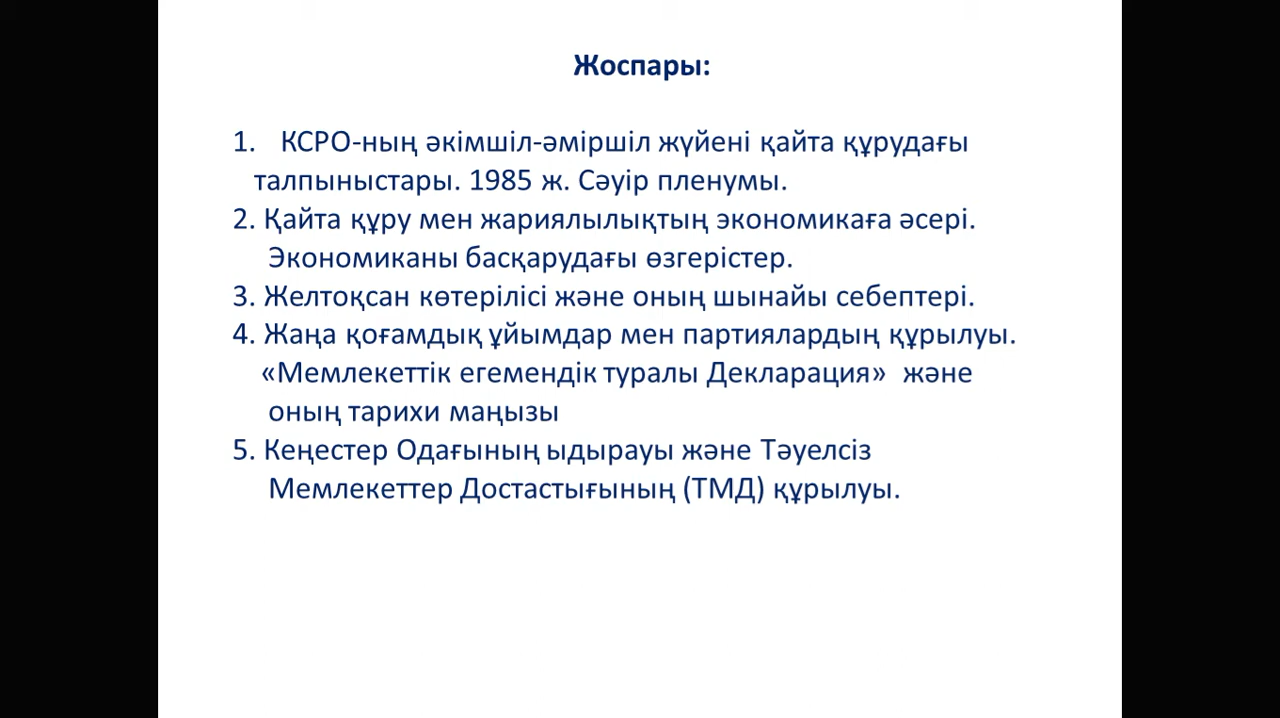 Жоспары:
1. КСРО-ның әкімшіл-әміршіл жүйені қайта құрудағы
талпыныстары. 1985 ж. Сәуір пленумы.
2. Қайта құру мен жариялылықтың экономикаға әсері.
Экономиканы басқарудағы өзгерістер.
3. Желтоқсан көтерілісі және оның шынайы себептері.
4. Жаңа қоғамдық ұйымдар мен партиялардың құрылуы.
«Мемлекеттік егемендік туралы Декларация» және
оның тарихи маңызы
5. Кеңестер Одағының ыдырауы және Тәуелсіз
Мемлекеттер Достастығының (ТМД) құрылуы.